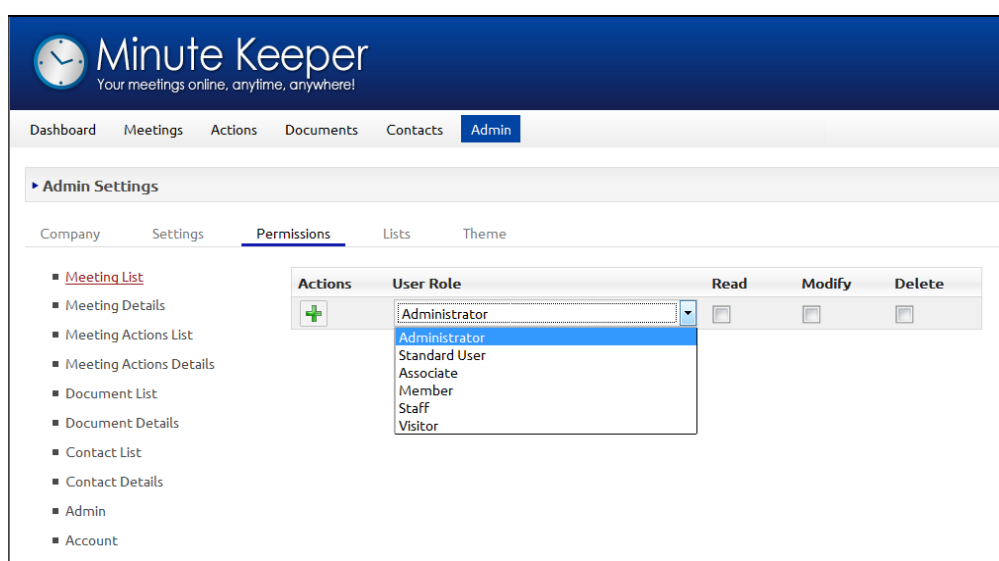 Minute Keeper
Your meetings online, anytime, anywhere!
Dashboard Meetings Actions Documents Contacts Admin
Admin Settings
Company Settings Permissions Lists Theme
Meeting List
Meeting Details
Meeting Actions List
Meeting Actions Details
Document List
Document Details
Contact List
Contact Details
Admin
Account
Actions User Role Read Modify Delete
Administrator
Administrator
Standard User
Associate
Member
Staff
Visitor